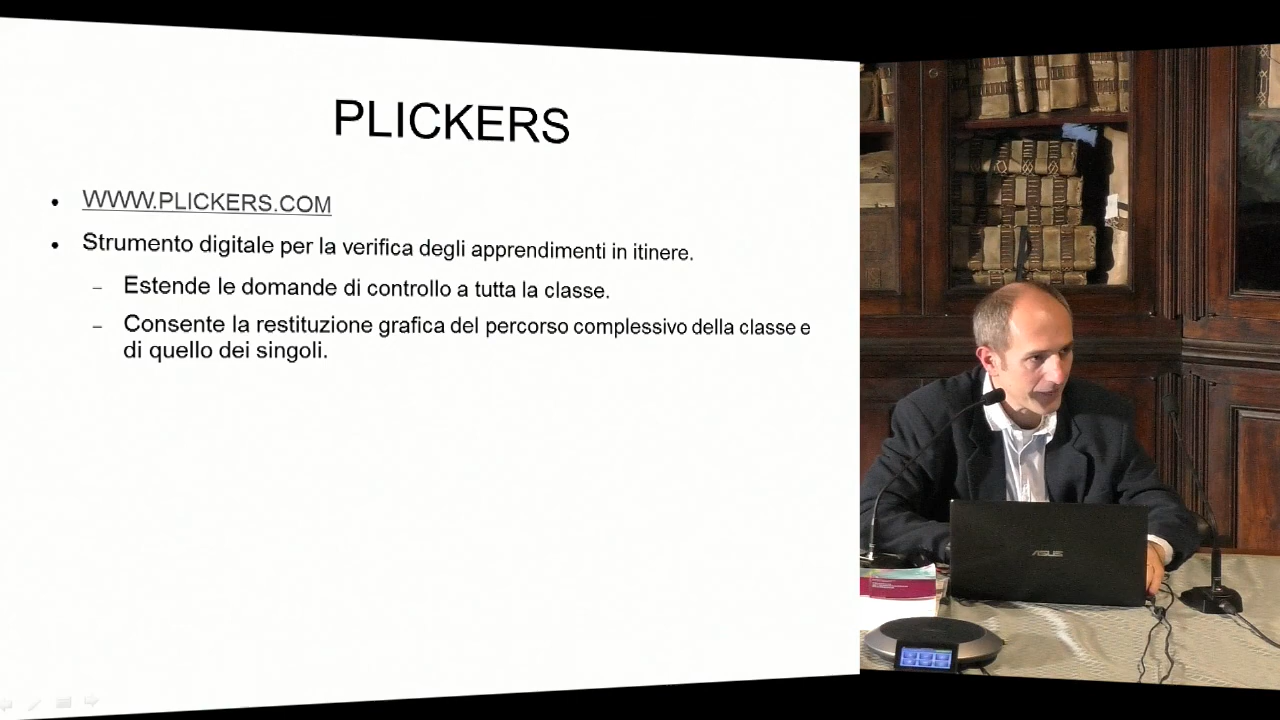 PLICKERS
• WWW.PLICKERS.COM
• Strumento digitale per la verifica degli apprendimenti in itinere.
– Estende le domande di controllo a tutta la classe.
– Consente la restituzione grafica del percorso complessivo della classe e
di quello dei singoli.
ASUS